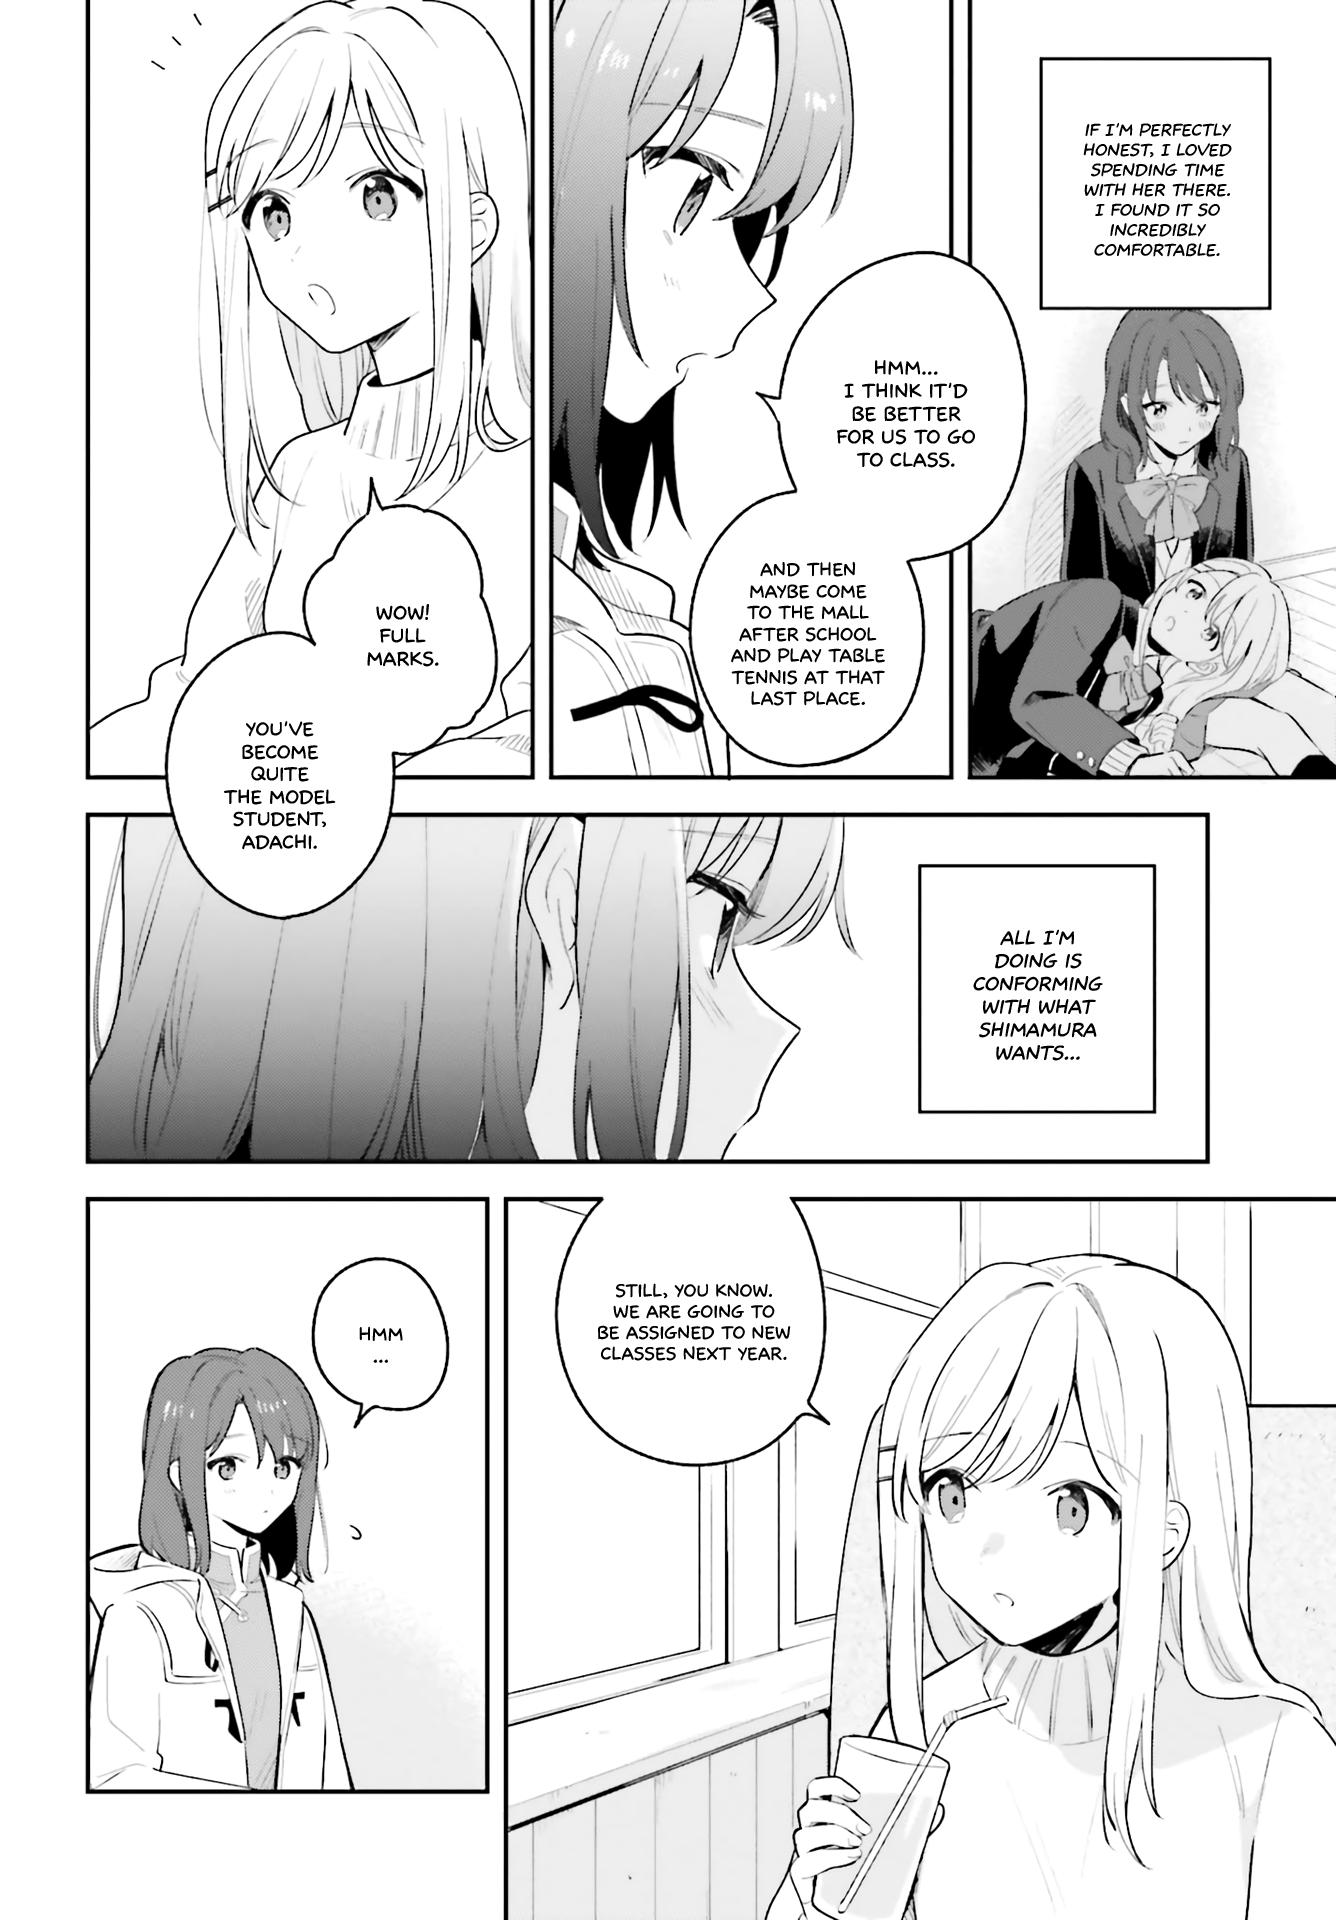 IF I'M PERFECTLY
HONEST, I LOVED
SPENDING TIME
WITH HER THERE.
I FOUND IT SO
INCREDIBLY
COMFORTABLE.
HMM...
I THINK IT'D
BE BETTER
FOR US TO GO
TO CLASS.
AND THEN
MAYBE COME
TO THE MALL
AFTER SCHOOL
AND PLAY TABLE
TENNIS AT THAT
LAST PLACE.
WOW!
FULL
MARKS.
YOU'VE
BECOME
QUITE
THE MODEL
STUDENT,
ADACHI.
ALL I'M
DOING IS
CONFORMING
WITH WHAT
SHIMAMURA
WANTS...
STILL, YOU KNOW.
WE ARE GOING TO
BE ASSIGNED TO NEW
CLASSES NEXT YEAR.
HMM
...